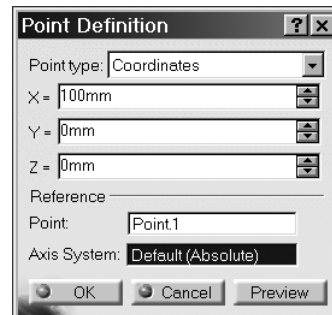 Point Definition ? ×
Point type: Coordinates
X = 100mm
Y = 0mm
Z = 0mm
Reference
Point: Point.1
Axis System: Default (Absolute)
OK Cancel Preview